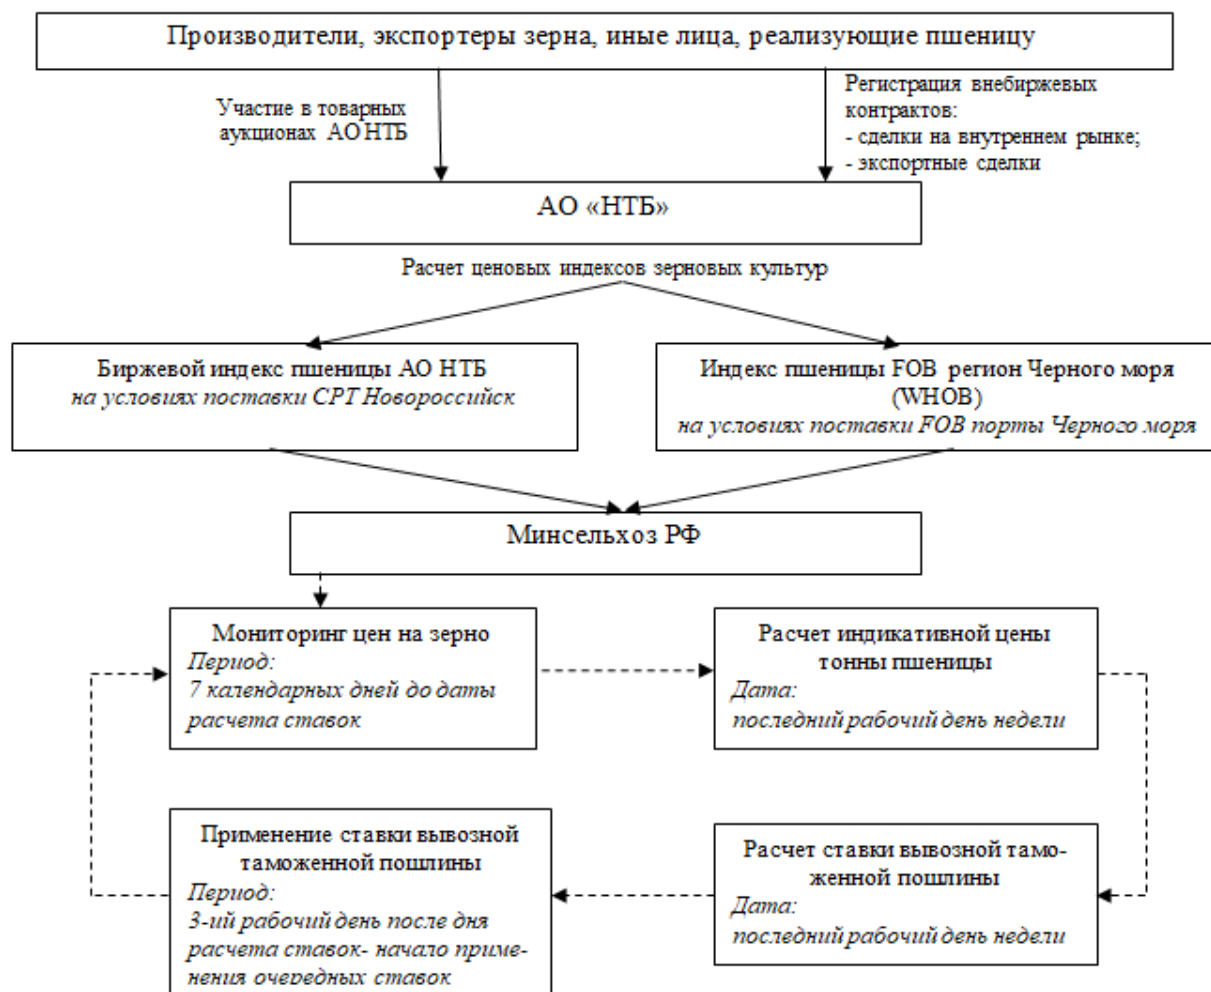 Производители, экспортеры зерна, иные лица, реализующие пшеницу
Участие в товарных
аукционах АО НТБ
Регистрация внебиржевых
контрактов:
- сделки на внутреннем рынке;
- экспортные сделки
АО «НТБ»
Расчет ценовых индексов зерновых культур
Биржевой индекс пшеницы АО НТБ
на условиях поставки CPT Новороссийск
Индекс пшеницы FOB регион Черного моря
(WHOB)
на условиях поставки FOB порты Черного моря
Минсельхоз РФ
Мониторинг цен на зерно
Период:
7 календарных дней до даты
расчета ставок
Расчет индикативной цены
тонны пшеницы
Дата:
последний рабочий день недели
Применение ставки вывозной
таможенной пошлины
Период:
3-ий рабочий день после дня
расчета ставок- начало приме-
нения очередных ставок
Расчет ставки вывозной тамо-
женной пошлины
Дата:
последний рабочий день недели